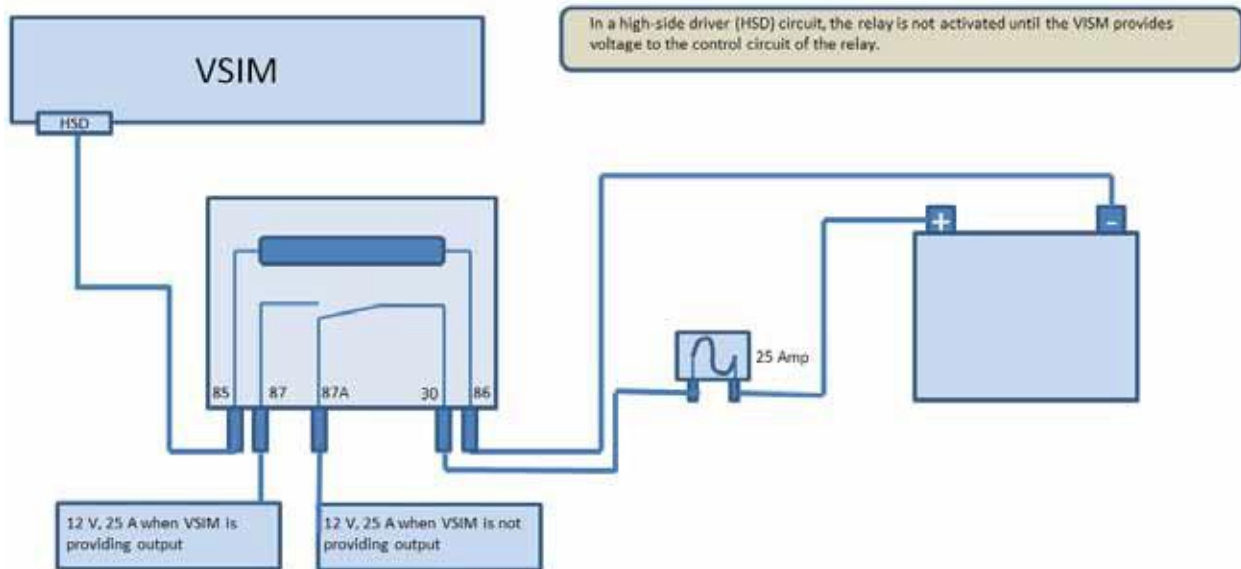 In a high-side driver (HSD) circuit, the relay is not activated until the VISM provides
voltage to the control circuit of the relay.
VSIM
HSD
+
-
25 Amp
85
87
87A
30
86
12 V, 25 A when VSIM is
providing output
12 V, 25 A when VSIM is not
providing output